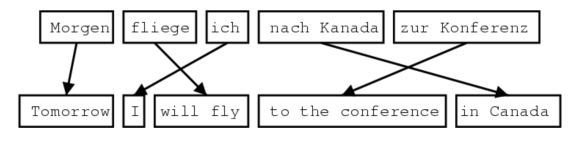 Morgen fliege ich nach Kanada zur Konferenz
Tomorrow I will fly to the conference in Canada